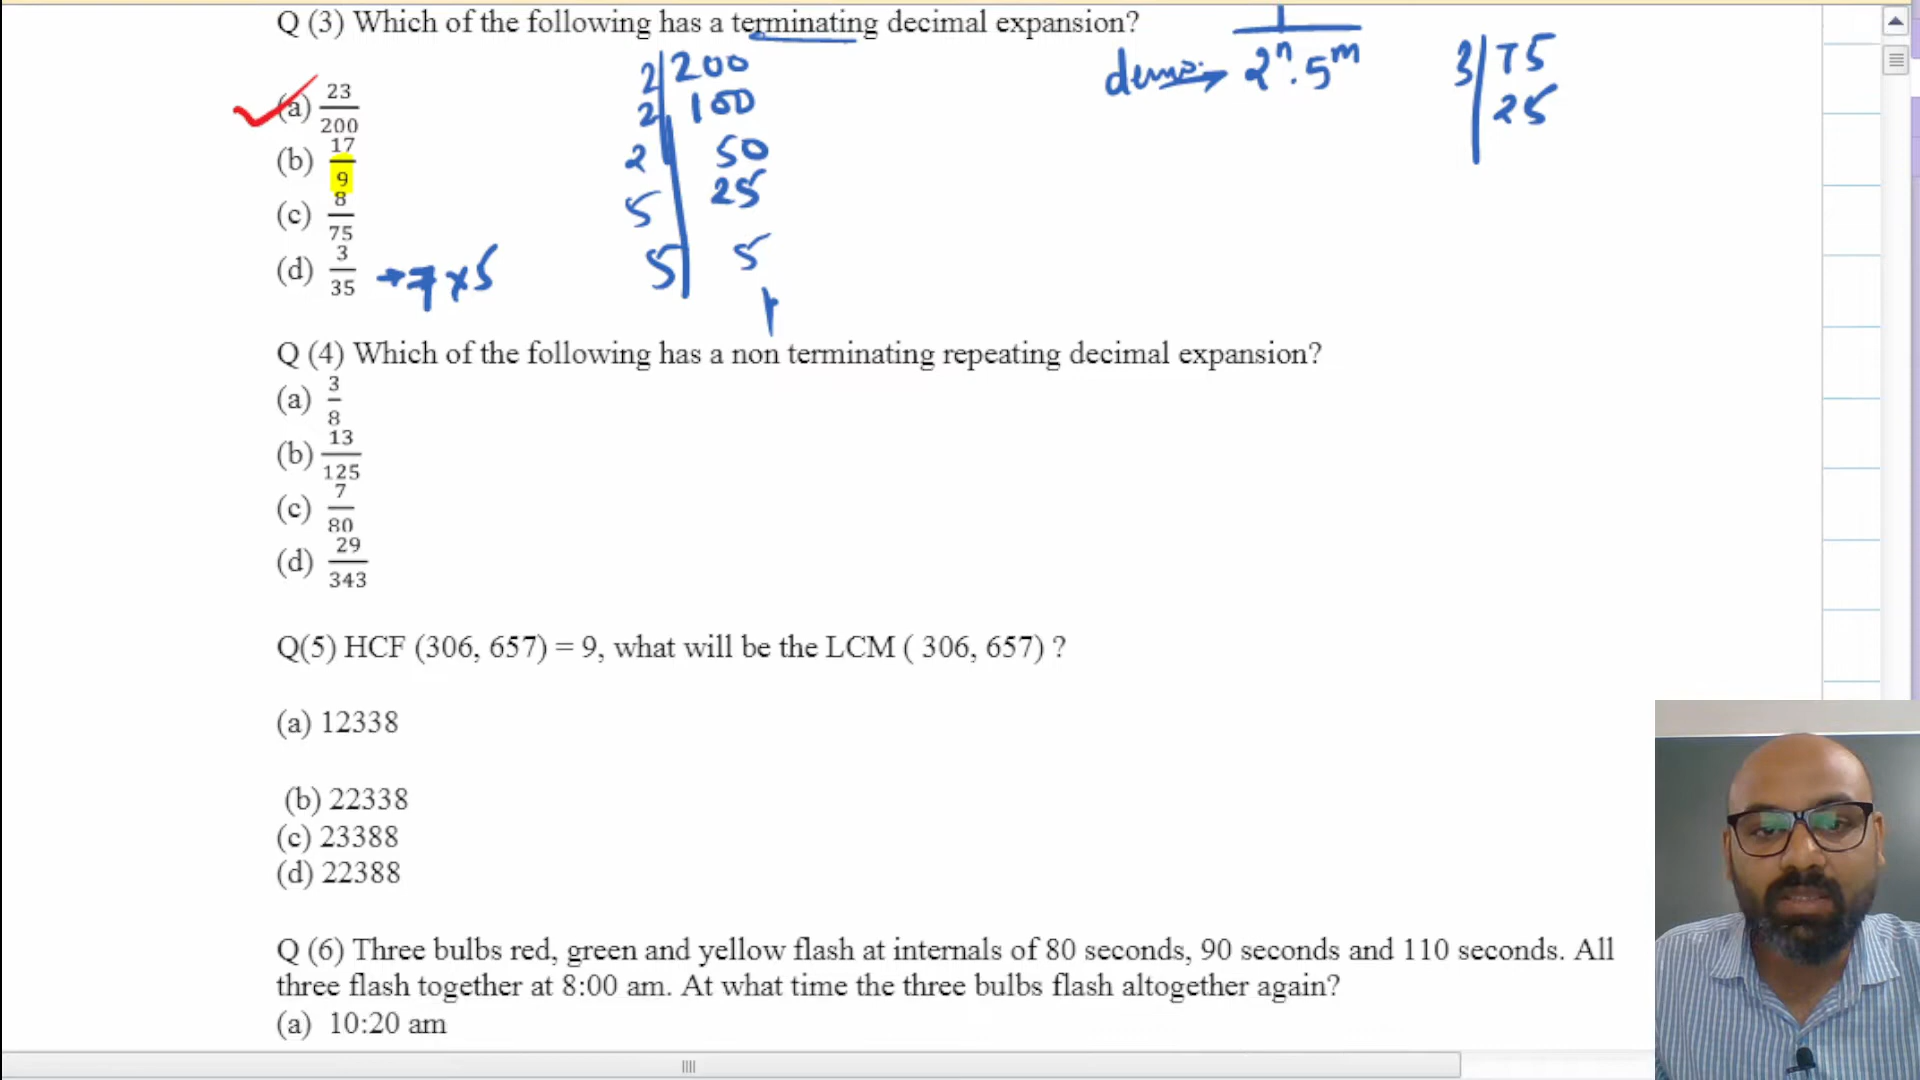 Q (3) Which of the following has a terminating decimal expansion?
1
demo. → 2ⁿ.5ᵐ
3 | 75
25
2 | 200
2 | 100
2 | 50
5 | 25
5 | 5
1
(a) 23/200
(b) 17/9
(c) 8/75
(d) 3/35 → 7 x 5
Q (4) Which of the following has a non terminating repeating decimal expansion?
(a) 3/8
(b) 13/125
(c) 7/80
(d) 29/343
Q(5) HCF (306, 657) = 9, what will be the LCM ( 306, 657) ?
(a) 12338
(b) 22338
(c) 23388
(d) 22388
Q (6) Three bulbs red, green and yellow flash at internals of 80 seconds, 90 seconds and 110 seconds. All
three flash together at 8:00 am. At what time the three bulbs flash altogether again?
(a) 10:20 am